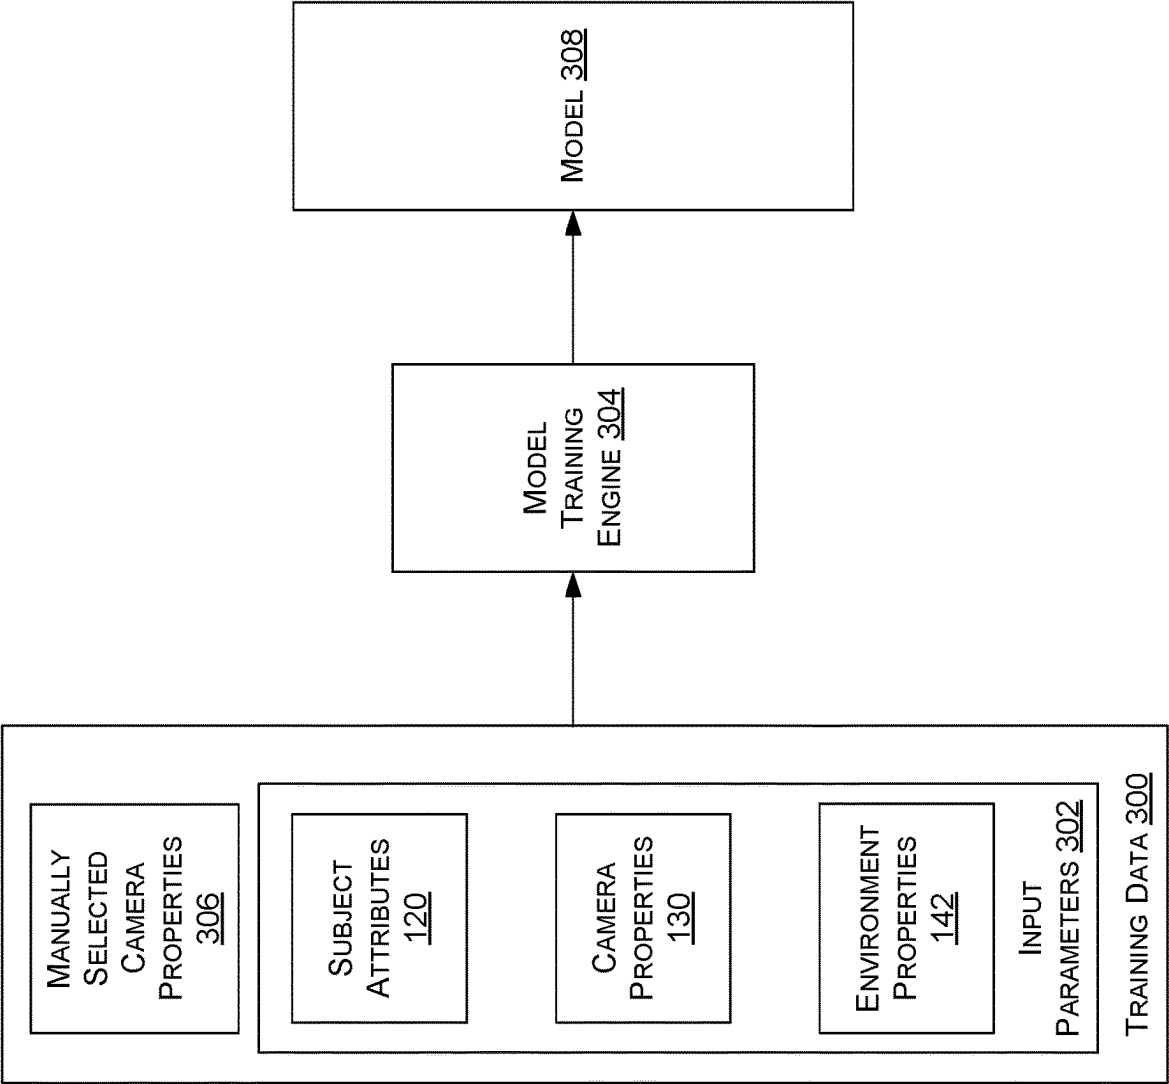 MANUALLY
SELECTED
CAMERA
PROPERTIES
306
SUBJECT
ATTRIBUTES
120
CAMERA
PROPERTIES
130
ENVIRONMENT
PROPERTIES
142
INPUT
PARAMETERS 302
TRAINING DATA 300
MODEL
TRAINING
ENGINE 304
MODEL 308